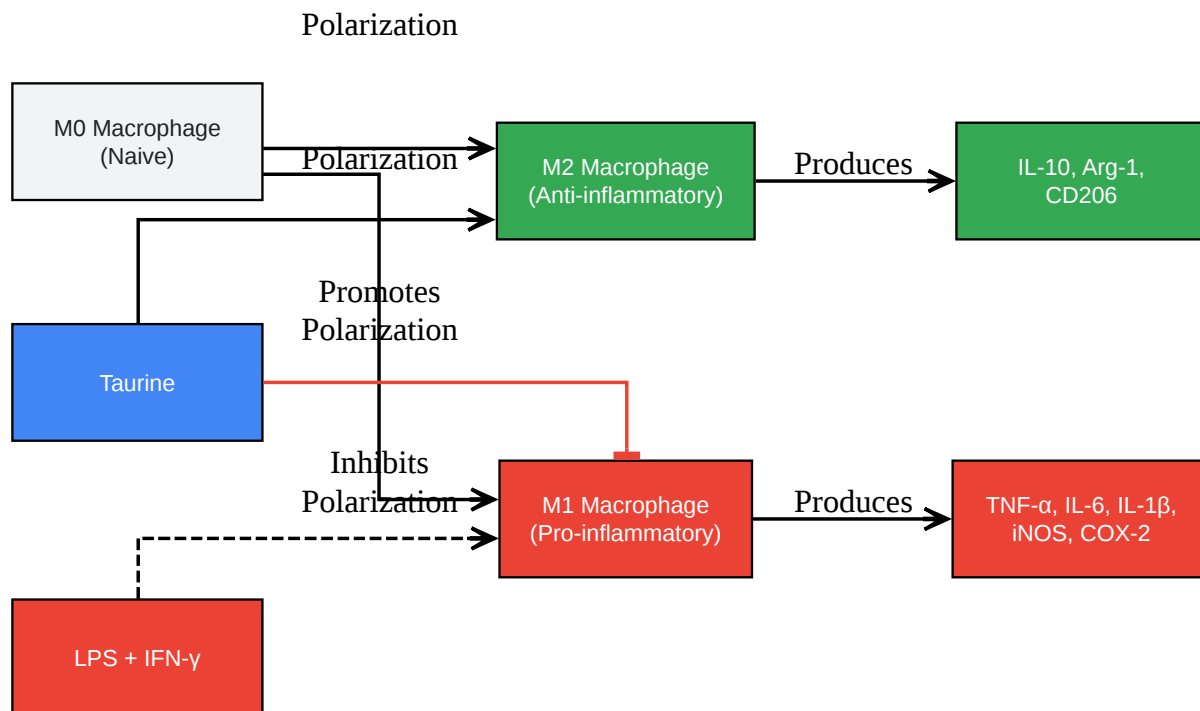 Polarization
M0 Macrophage
(Naive)
Polarization
M2 Macrophage
(Anti-inflammatory)
Produces
IL-10, Arg-1,
CD206
Promotes
Polarization
Taurine
Inhibits
Polarization
M1 Macrophage
(Pro-inflammatory)
Produces
TNF-α, IL-6, IL-1β,
iNOS, COX-2
LPS + IFN-γ